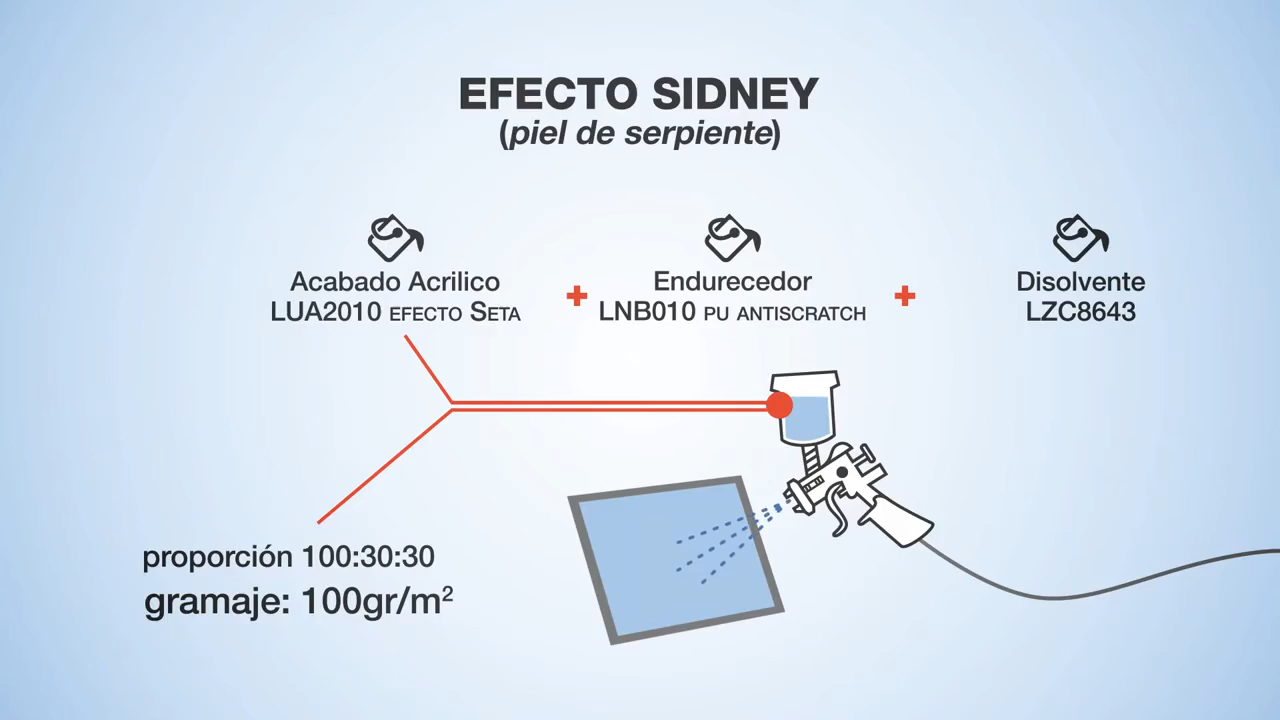 EFECTO SIDNEY
(piel de serpiente)
Acabado Acrilico
LUA2010 EFECTO SETA
+
Endurecedor
LNB010 PU ANTISCRATCH
+
Disolvente
LZC8643
proporción 100:30:30
gramaje: 100gr/m²